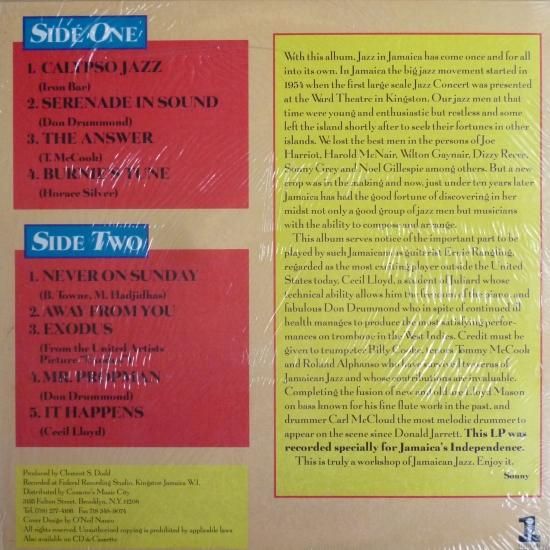 SIDE ONE
1. CALYPSO JAZZ
(Iron Bar)
2. SERENADE IN SOUND
(Don Drummond)
3. THE ANSWER
(T. McCook)
4. BURNIE'S TUNE
(Horace Silver)
SIDE TWO
1. NEVER ON SUNDAY
(B. Towne, M. Hadjidhas)
2. AWAY FROM YOU
3. EXODUS
(From the United Artists'
Picture,
4. MR. PROPMAN
(Don Drummond)
5. IT HAPPENS
(Cecil Lloyd)
Produced by Clement S. Dodd
Recorded at Federal Recording Studio, Kingston Jamaica W.I.
Distributed by Coxsone's Music City
3135 Fulton Street, Brooklyn, N.Y. 11208
Tel. (718) 277-4166 Fax 718 348-9074
Cover Design by O'Neil Nanco
All rights reserved. Unauthorized copying is prohibited by applicable laws
Also available on CD & Cassette
With this album, Jazz in Jamaica has come once and for all
into its own. In Jamaica the big jazz movement started in
1954 when the first large scale Jazz Concert was presented
at the Ward Theatre in Kingston. Our jazz men at that
time were young and enthusiastic but restless and some
left the island shortly after to seek their fortunes in other
islands. We lost the best men in the persons of Joe
Harriot, Harold McNair, Wilton Gaynair, Dizzy Reece,
Sonny Grey and Noel Gillespie among others. But a new
crop was in the making and now, just under ten years later
Jamaica has had the good fortune of discovering in her
midst not only a good group of jazz men but musicians
with the ability to compose and arrange.
This album serves notice of the important part to be
played by such Jamaicans as guitarist Ernie Rangling,
regarded as the most exciting player outside the United
States today, Cecil Lloyd, a student of Juliard whose
technical ability allows him the freedom of the piano, and
fabulous Don Drummond who in spite of continued ill
health manages to produce the most satisfying perfor-
mances on trombone in the West Indies. Credit must be
given to trumpeter Billy Cooke, tenors Tommy McCook
and Roland Alphanso who have survived the
Jamaican Jazz and whose contributions are invaluable.
Completing the fusion of new and old are Lloyd Mason
on bass known for his fine flute work in the past, and
drummer Carl McCloud the most melodic drummer to
appear on the scene since Donald Jarrett. This LP was
recorded specially for Jamaica's Independence.
This is truly a workshop of Jamaican Jazz. Enjoy it.
Sonny
1